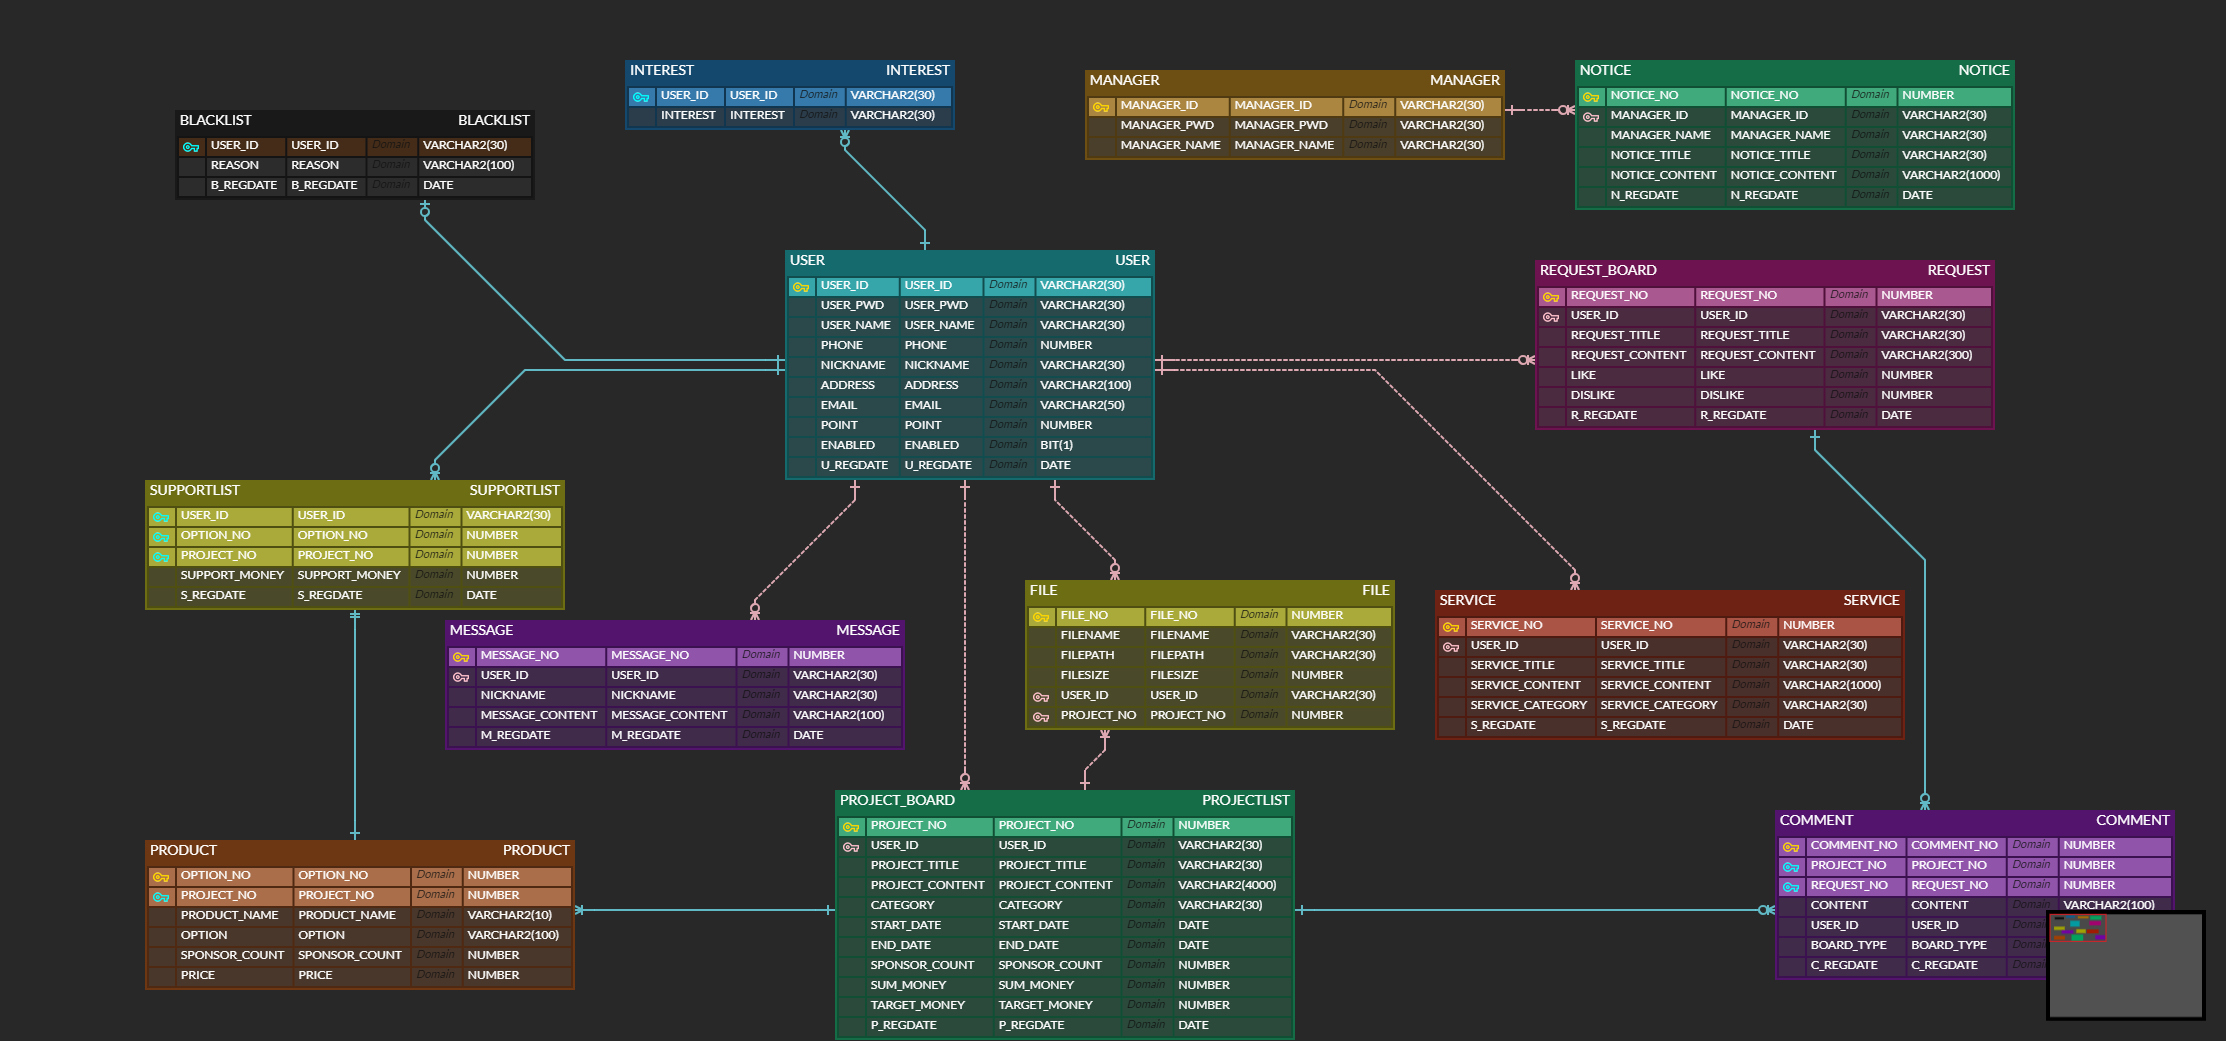 INTEREST INTEREST
USER_ID USER_ID Domain VARCHAR2(30)
INTEREST INTEREST Domain VARCHAR2(30)
MANAGER MANAGER
MANAGER_ID MANAGER_ID Domain VARCHAR2(30)
MANAGER_PWD MANAGER_PWD Domain VARCHAR2(30)
MANAGER_NAME MANAGER_NAME Domain VARCHAR2(30)
NOTICE NOTICE
NOTICE_NO NOTICE_NO Domain NUMBER
MANAGER_ID MANAGER_ID Domain VARCHAR2(30)
MANAGER_NAME MANAGER_NAME Domain VARCHAR2(30)
NOTICE_TITLE NOTICE_TITLE Domain VARCHAR2(30)
NOTICE_CONTENT NOTICE_CONTENT Domain VARCHAR2(1000)
N_REGDATE N_REGDATE Domain DATE
BLACKLIST BLACKLIST
USER_ID USER_ID Domain VARCHAR2(30)
REASON REASON Domain VARCHAR2(100)
B_REGDATE B_REGDATE Domain DATE
USER USER
USER_ID USER_ID Domain VARCHAR2(30)
USER_PWD USER_PWD Domain VARCHAR2(30)
USER_NAME USER_NAME Domain VARCHAR2(30)
PHONE PHONE Domain NUMBER
NICKNAME NICKNAME Domain VARCHAR2(30)
ADDRESS ADDRESS Domain VARCHAR2(100)
EMAIL EMAIL Domain VARCHAR2(50)
POINT POINT Domain NUMBER
ENABLED ENABLED Domain BIT(1)
U_REGDATE U_REGDATE Domain DATE
REQUEST_BOARD REQUEST
REQUEST_NO REQUEST_NO Domain NUMBER
USER_ID USER_ID Domain VARCHAR2(30)
REQUEST_TITLE REQUEST_TITLE Domain VARCHAR2(30)
REQUEST_CONTENT REQUEST_CONTENT Domain VARCHAR2(300)
LIKE LIKE Domain NUMBER
DISLIKE DISLIKE Domain NUMBER
R_REGDATE R_REGDATE Domain DATE
SUPPORTLIST SUPPORTLIST
USER_ID USER_ID Domain VARCHAR2(30)
OPTION_NO OPTION_NO Domain NUMBER
PROJECT_NO PROJECT_NO Domain NUMBER
SUPPORT_MONEY SUPPORT_MONEY Domain NUMBER
S_REGDATE S_REGDATE Domain DATE
MESSAGE MESSAGE
MESSAGE_NO MESSAGE_NO Domain NUMBER
USER_ID USER_ID Domain VARCHAR2(30)
NICKNAME NICKNAME Domain VARCHAR2(30)
MESSAGE_CONTENT MESSAGE_CONTENT Domain VARCHAR2(100)
M_REGDATE M_REGDATE Domain DATE
FILE FILE
FILE_NO FILE_NO Domain NUMBER
FILENAME FILENAME Domain VARCHAR2(30)
FILEPATH FILEPATH Domain VARCHAR2(30)
FILESIZE FILESIZE Domain NUMBER
USER_ID USER_ID Domain VARCHAR2(30)
PROJECT_NO PROJECT_NO Domain NUMBER
SERVICE SERVICE
SERVICE_NO SERVICE_NO Domain NUMBER
USER_ID USER_ID Domain VARCHAR2(30)
SERVICE_TITLE SERVICE_TITLE Domain VARCHAR2(30)
SERVICE_CONTENT SERVICE_CONTENT Domain VARCHAR2(1000)
SERVICE_CATEGORY SERVICE_CATEGORY Domain VARCHAR2(30)
S_REGDATE S_REGDATE Domain DATE
PRODUCT PRODUCT
OPTION_NO OPTION_NO Domain NUMBER
PROJECT_NO PROJECT_NO Domain NUMBER
PRODUCT_NAME PRODUCT_NAME Domain VARCHAR2(10)
OPTION OPTION Domain VARCHAR2(100)
SPONSOR_COUNT SPONSOR_COUNT Domain NUMBER
PRICE PRICE Domain NUMBER
PROJECT_BOARD PROJECTLIST
PROJECT_NO PROJECT_NO Domain NUMBER
USER_ID USER_ID Domain VARCHAR2(30)
PROJECT_TITLE PROJECT_TITLE Domain VARCHAR2(30)
PROJECT_CONTENT PROJECT_CONTENT Domain VARCHAR2(4000)
CATEGORY CATEGORY Domain VARCHAR2(30)
START_DATE START_DATE Domain DATE
END_DATE END_DATE Domain DATE
SPONSOR_COUNT SPONSOR_COUNT Domain NUMBER
SUM_MONEY SUM_MONEY Domain NUMBER
TARGET_MONEY TARGET_MONEY Domain NUMBER
P_REGDATE P_REGDATE Domain DATE
COMMENT COMMENT
COMMENT_NO COMMENT_NO Domain NUMBER
PROJECT_NO PROJECT_NO Domain NUMBER
REQUEST_NO REQUEST_NO Domain NUMBER
CONTENT CONTENT Domain VARCHAR2(100)
USER_ID USER_ID
BOARD_TYPE BOARD_TYPE
C_REGDATE C_REGDATE